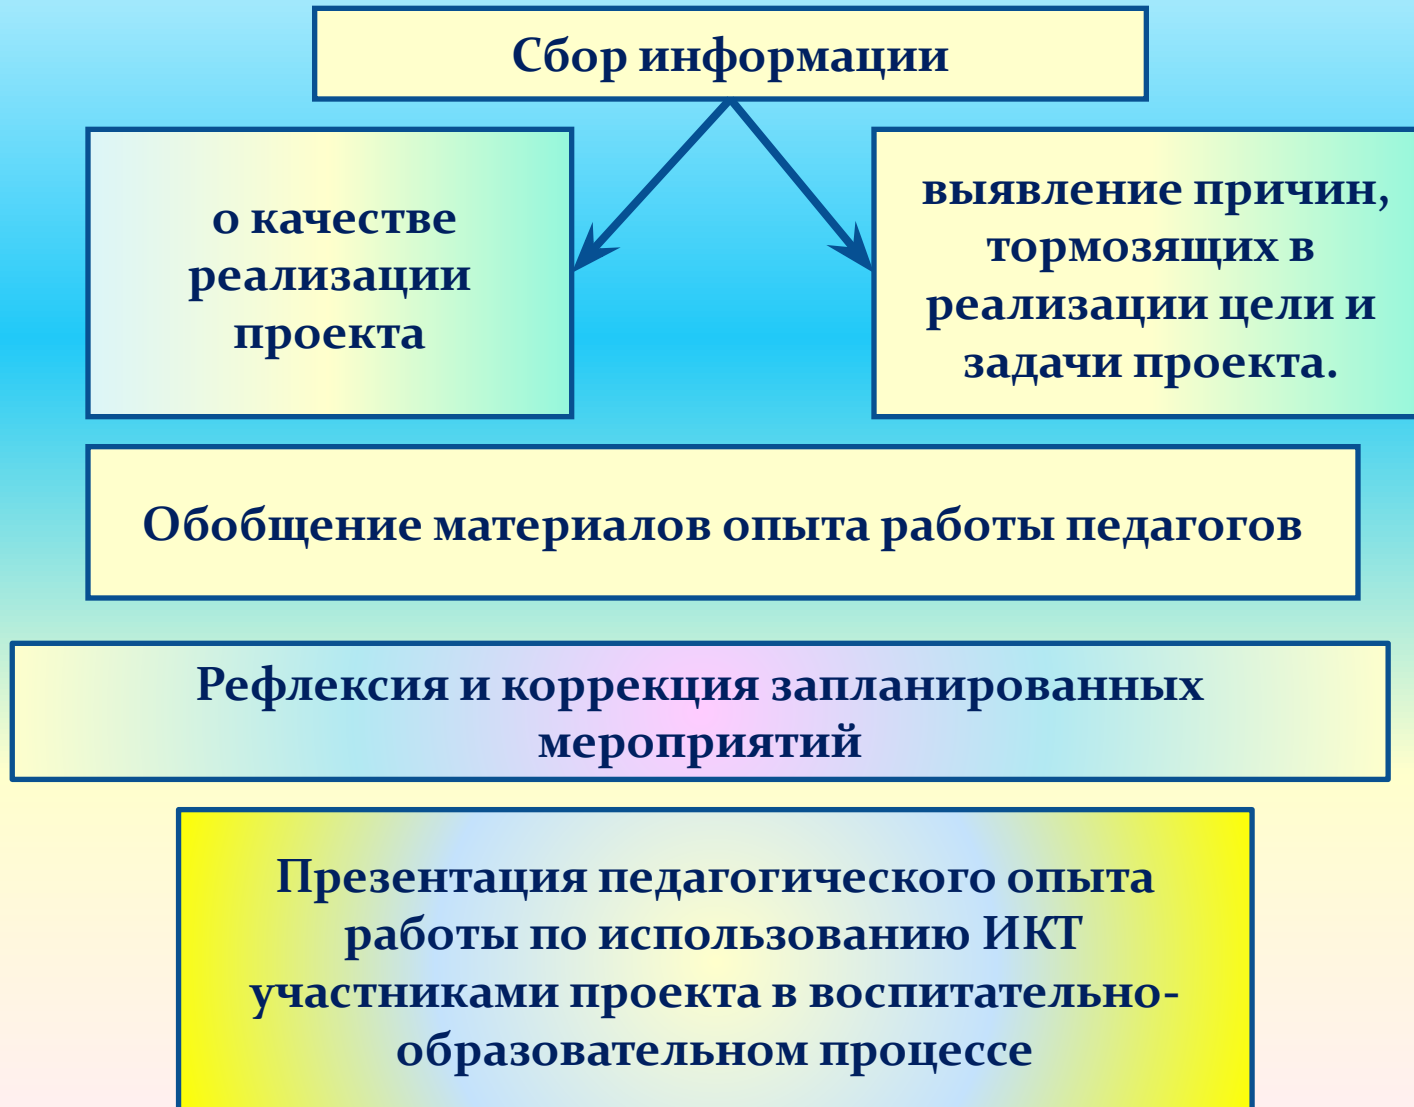 Сбор информации
о качестве
реализации
проекта
выявление причин,
тормозящих в
реализации цели и
задачи проекта.
Обобщение материалов опыта работы педагогов
Рефлексия и коррекция запланированных
мероприятий
Презентация педагогического опыта
работы по использованию ИКТ
участниками проекта в воспитательно-
образовательном процессе